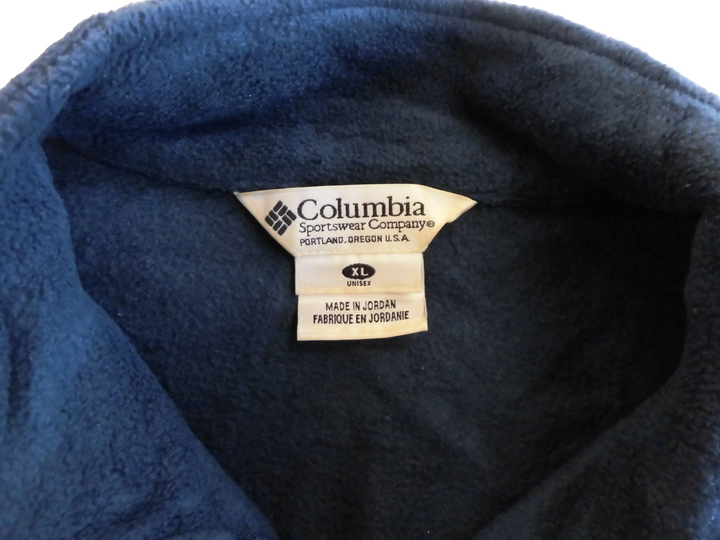 Columbia
Sportswear Company®
PORTLAND, OREGON U.S.A.
XL
UNISEX
MADE IN JORDAN
FABRIQUE EN JORDANIE